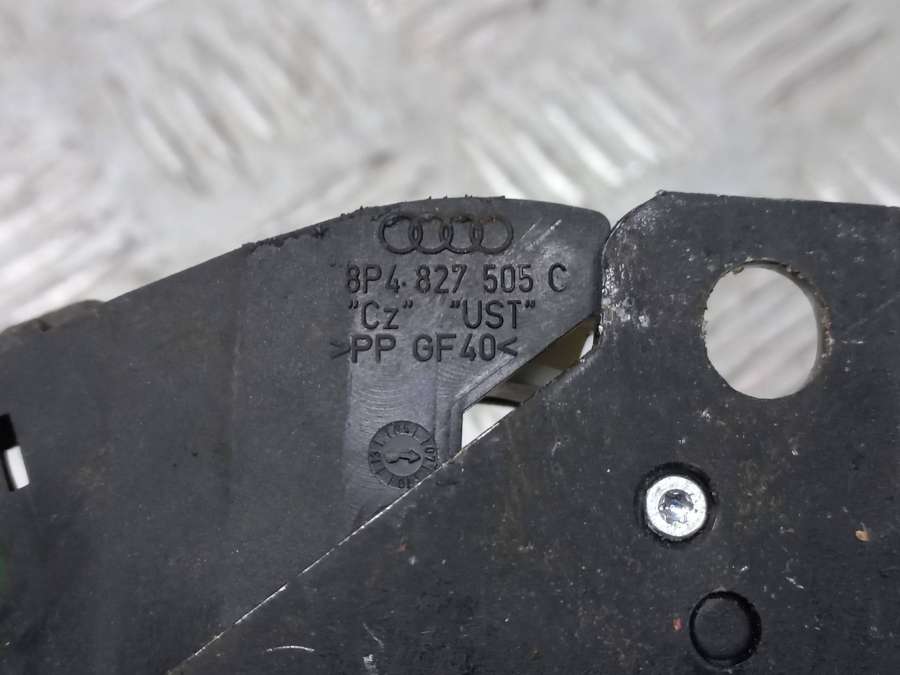 8P4 827 505 C
"Cz" "UST"
>PP GF40<